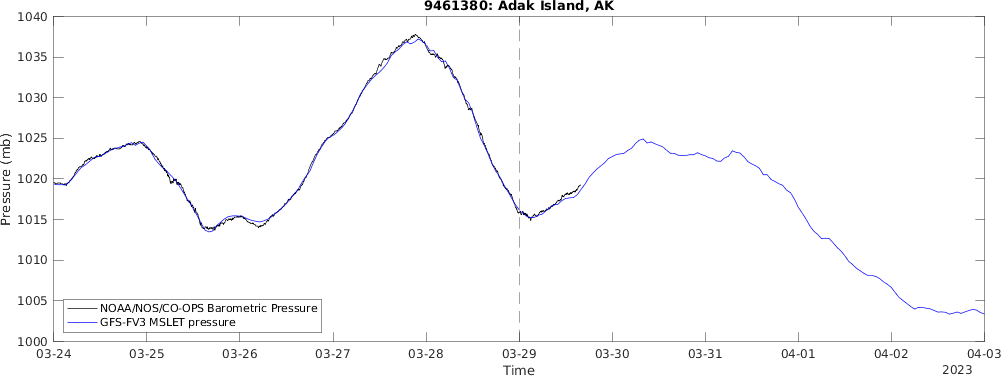 9461380: Adak Island, AK
1040
1035
1030
1025
1020
1015
1010
1005
1000
Pressure (mb)
NOAA/NOS/CO-OPS Barometric Pressure
GFS-FV3 MSLET pressure
03-24 03-25 03-26 03-27 03-28 03-29 03-30 03-31 04-01 04-02 04-03
Time 2023